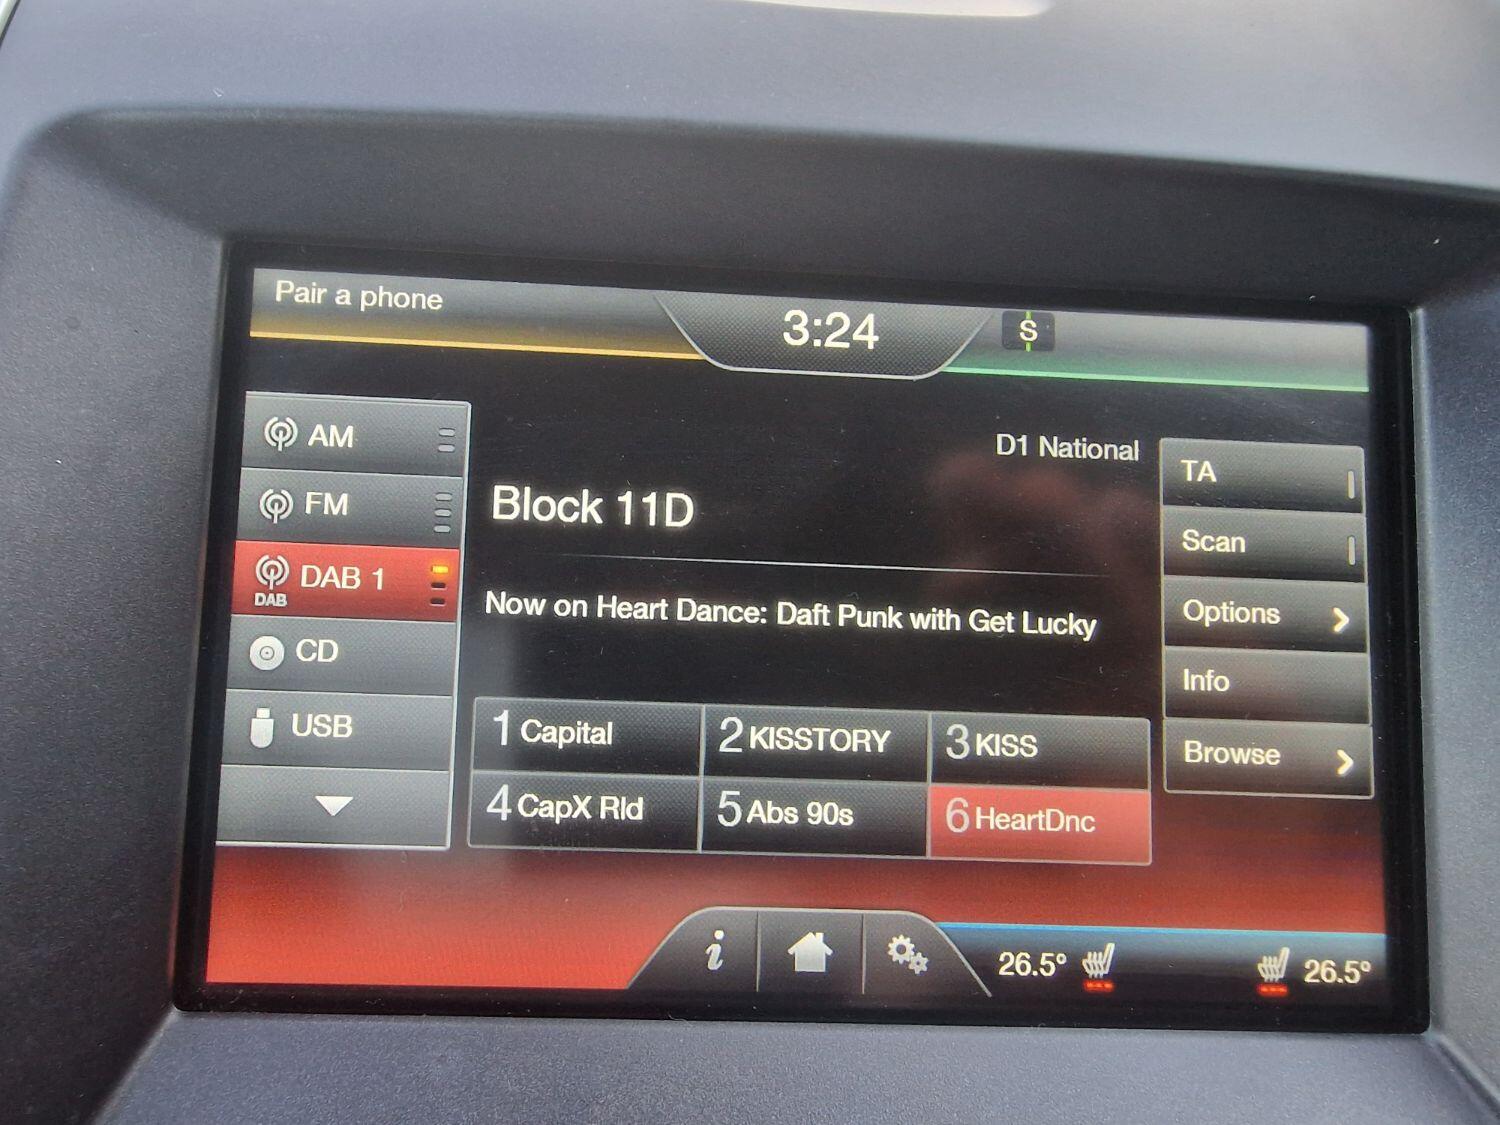 Pair a phone
3:24
S
AM
FM
DAB 1
DAB
CD
USB
D1 National
Block 11D
Now on Heart Dance: Daft Punk with Get Lucky
1 Capital
2 KISSTORY
3 KISS
4 CapX Rld
5 Abs 90s
6 HeartDnc
TA
Scan
Options
Info
Browse
i
26.5°
26.5°